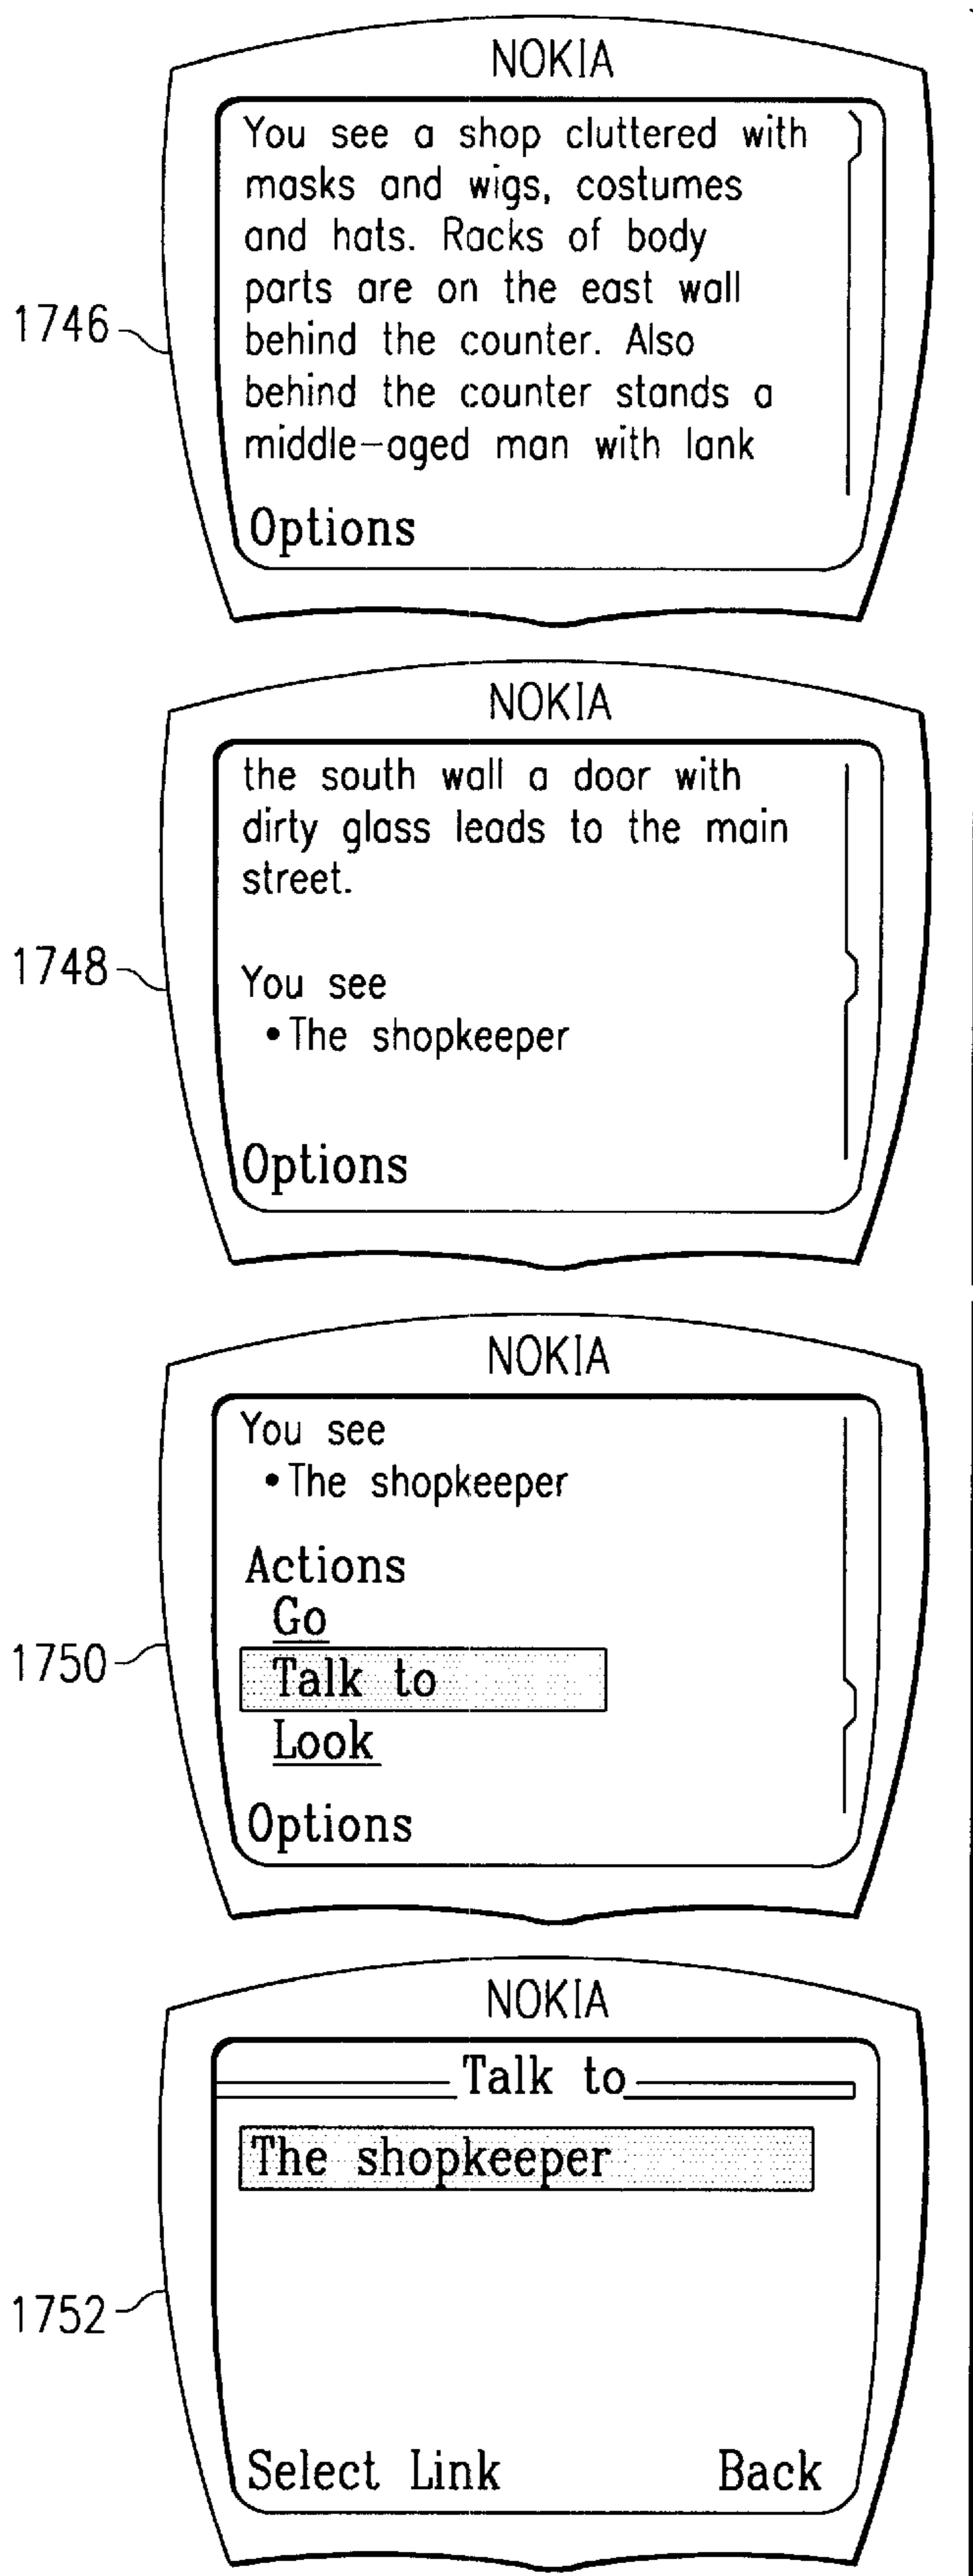 NOKIA
You see a shop cluttered with
masks and wigs, costumes
and hats. Racks of body
parts are on the east wall
behind the counter. Also
behind the counter stands a
middle-aged man with lank
Options
1746
NOKIA
the south wall a door with
dirty glass leads to the main
street.
You see
• The shopkeeper
Options
1748
NOKIA
You see
• The shopkeeper
Actions
Go
Talk to
Look
Options
1750
NOKIA
Talk to
The shopkeeper
Select Link Back
1752